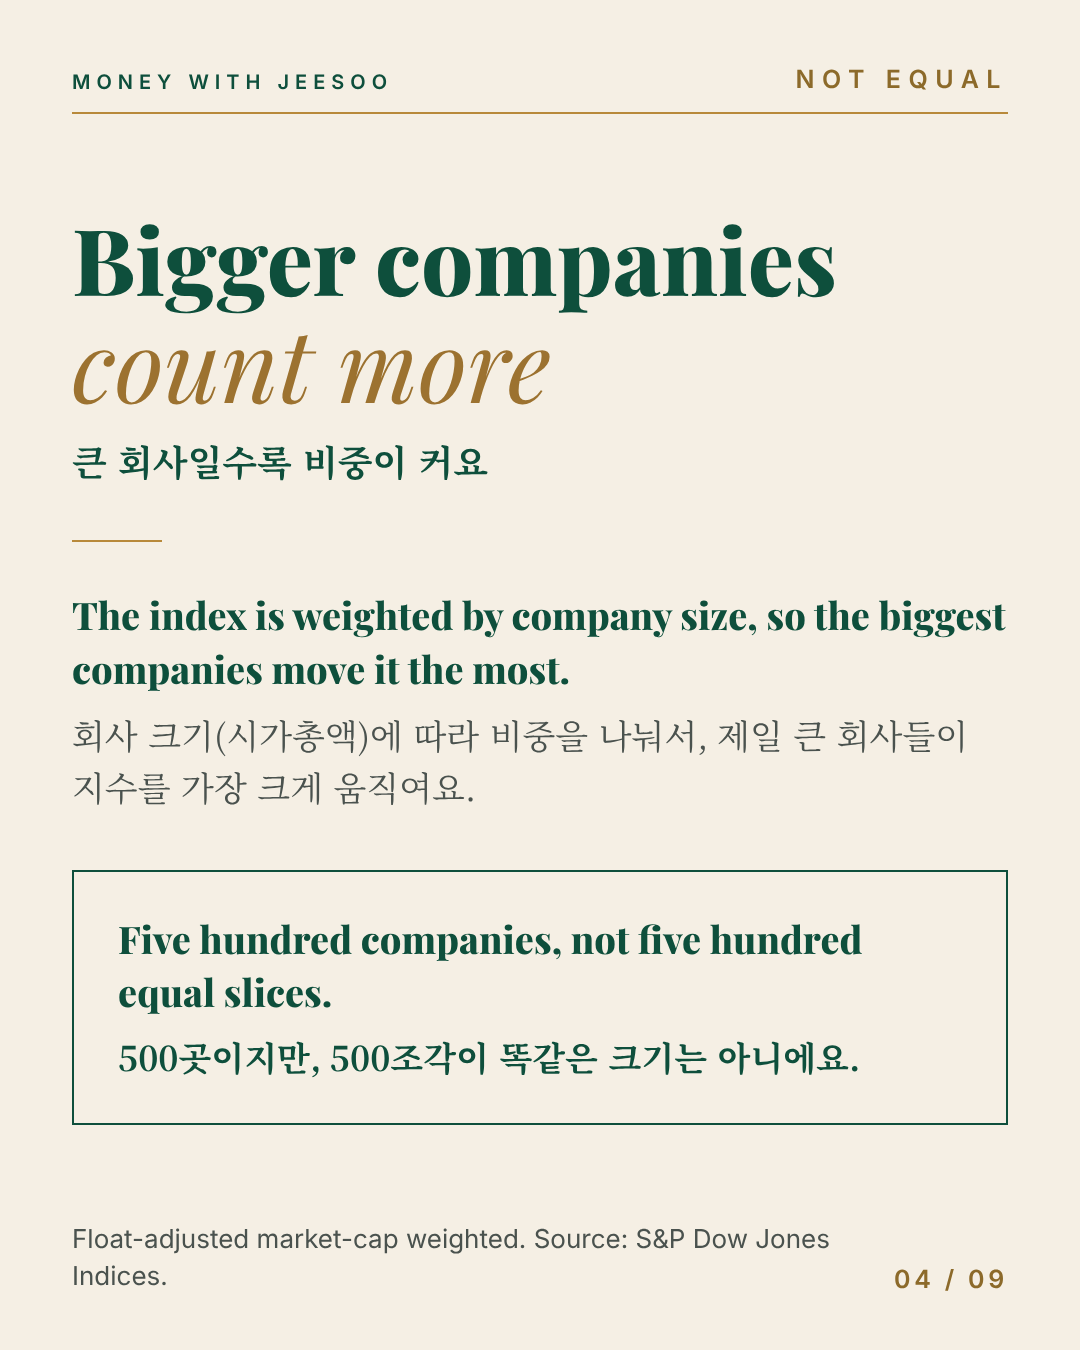 MONEY WITH JEESOO
NOT EQUAL
Bigger companies
count more
큰 회사일수록 비중이 커요
The index is weighted by company size, so the biggest
companies move it the most.
회사 크기(시가총액)에 따라 비중을 나눠서, 제일 큰 회사들이
지수를 가장 크게 움직여요.
Five hundred companies, not five hundred
equal slices.
500곳이지만, 500조각이 똑같은 크기는 아니에요.
Float-adjusted market-cap weighted. Source: S&P Dow Jones
Indices.
04 / 09